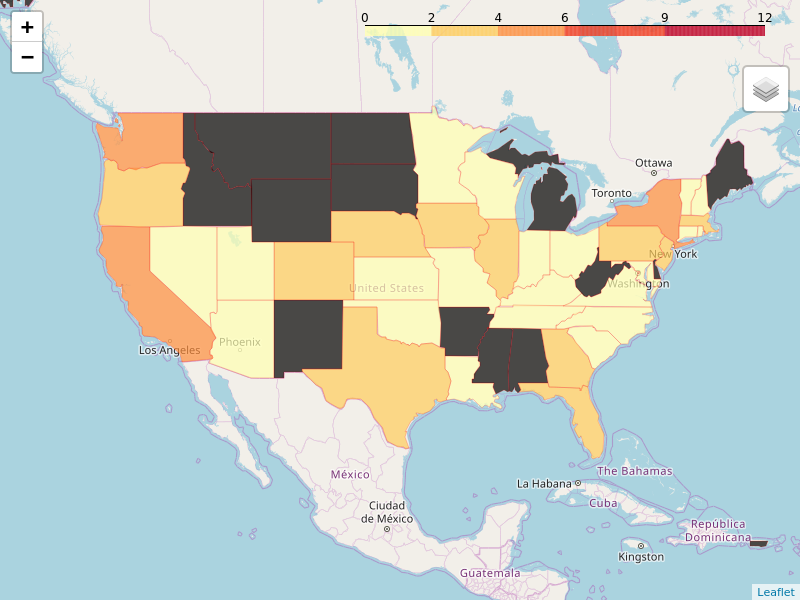 +
−
0 2 4 6 9 12
Ottawa
Toronto
New York
Washington
United States
Phoenix
Los Angeles
México
Ciudad
de México
La Habana
The Bahamas
Cuba
República
Dominicana
Kingston
Guatemala
Leaflet